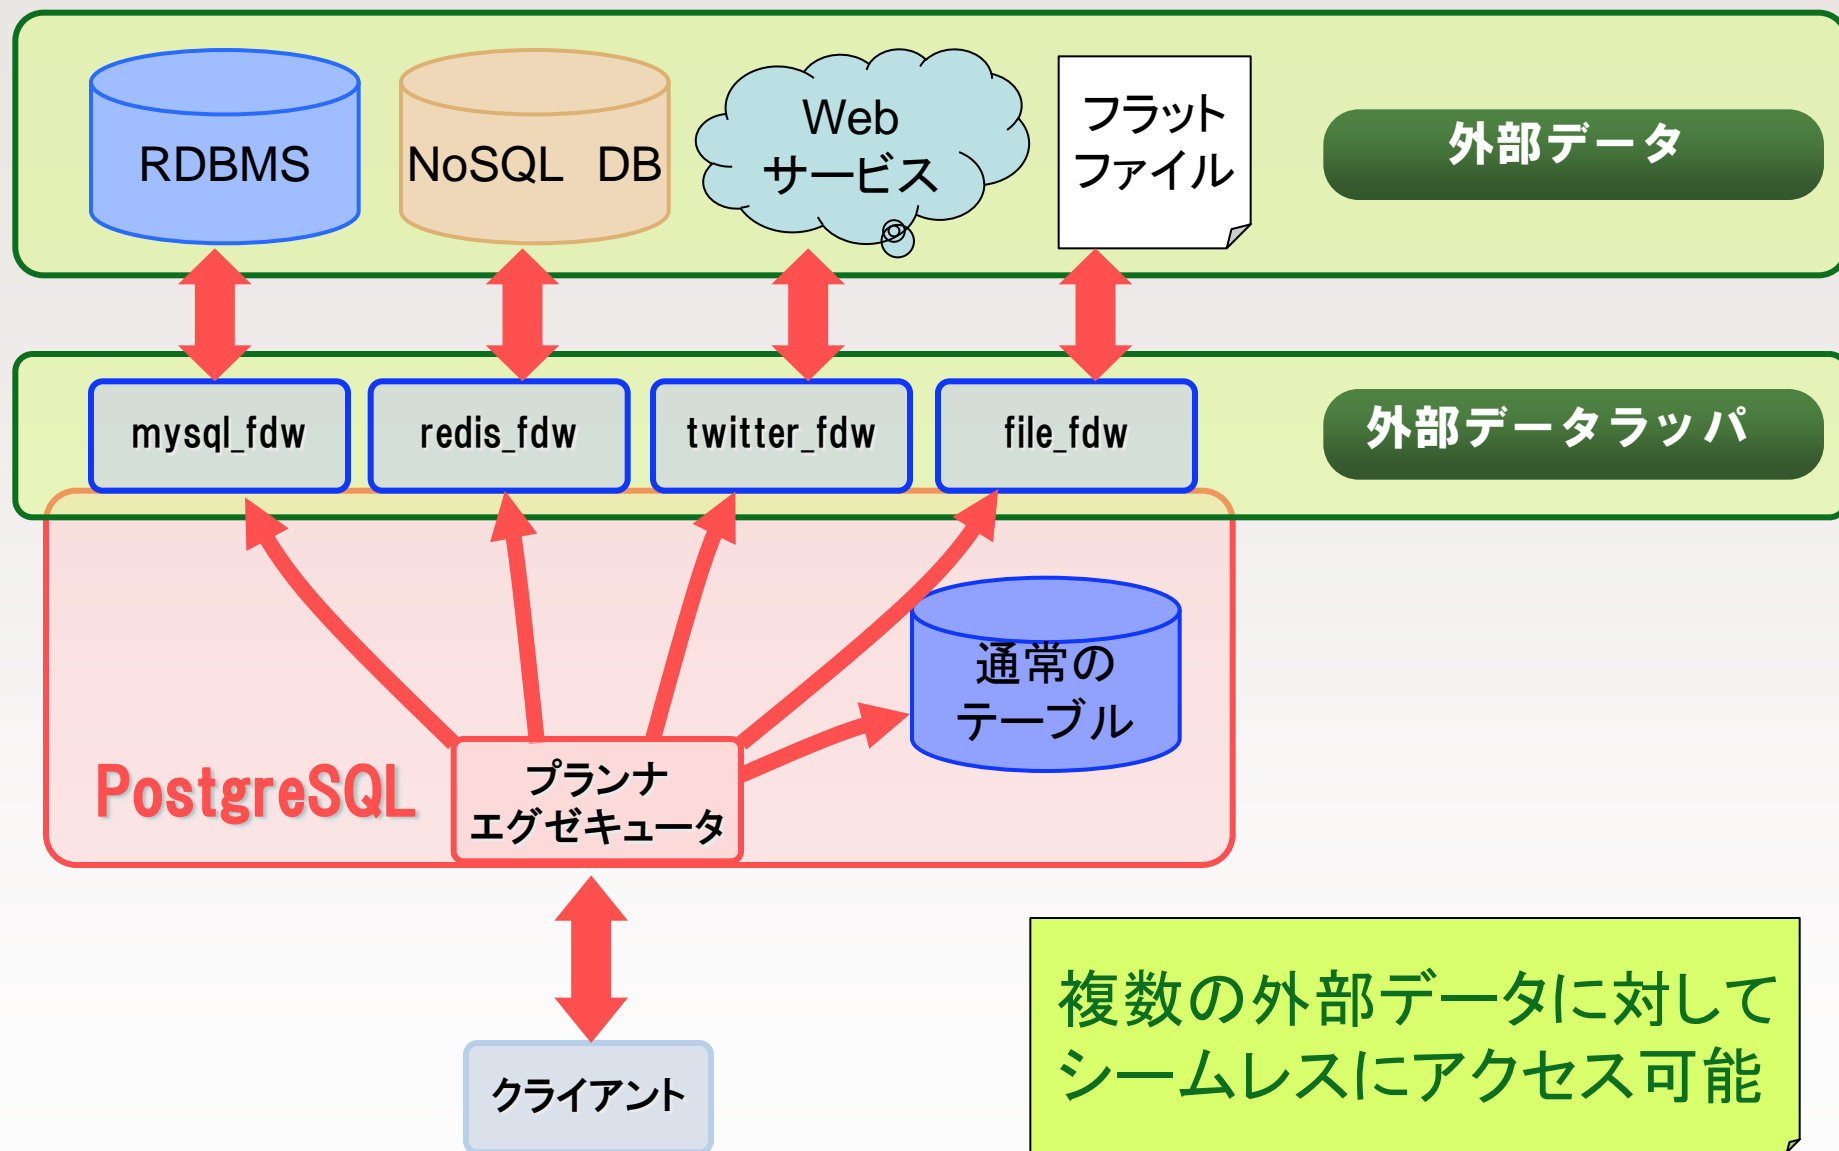 RDBMS
NoSQL DB
Web
サービス
フラット
ファイル
外部データ
mysql_fdw
redis_fdw
twitter_fdw
file_fdw
外部データラッパ
通常の
テーブル
PostgreSQL
プランナ
エグゼキュータ
クライアント
複数の外部データに対して
シームレスにアクセス可能